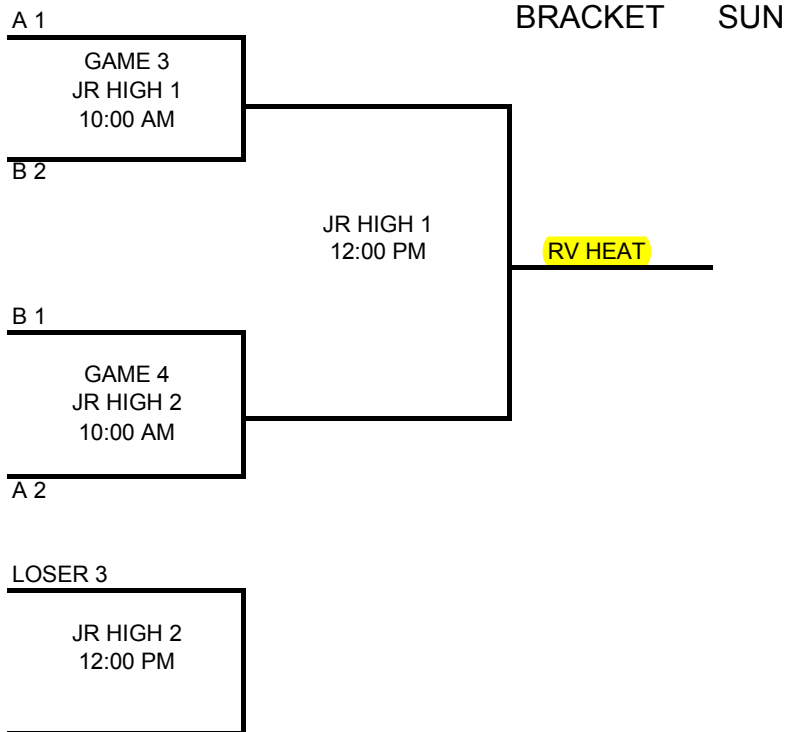 BRACKET SUN
A 1
GAME 3
JR HIGH 1
10:00 AM
B 2
JR HIGH 1
12:00 PM
RV HEAT
B 1
GAME 4
JR HIGH 2
10:00 AM
A 2
LOSER 3
JR HIGH 2
12:00 PM